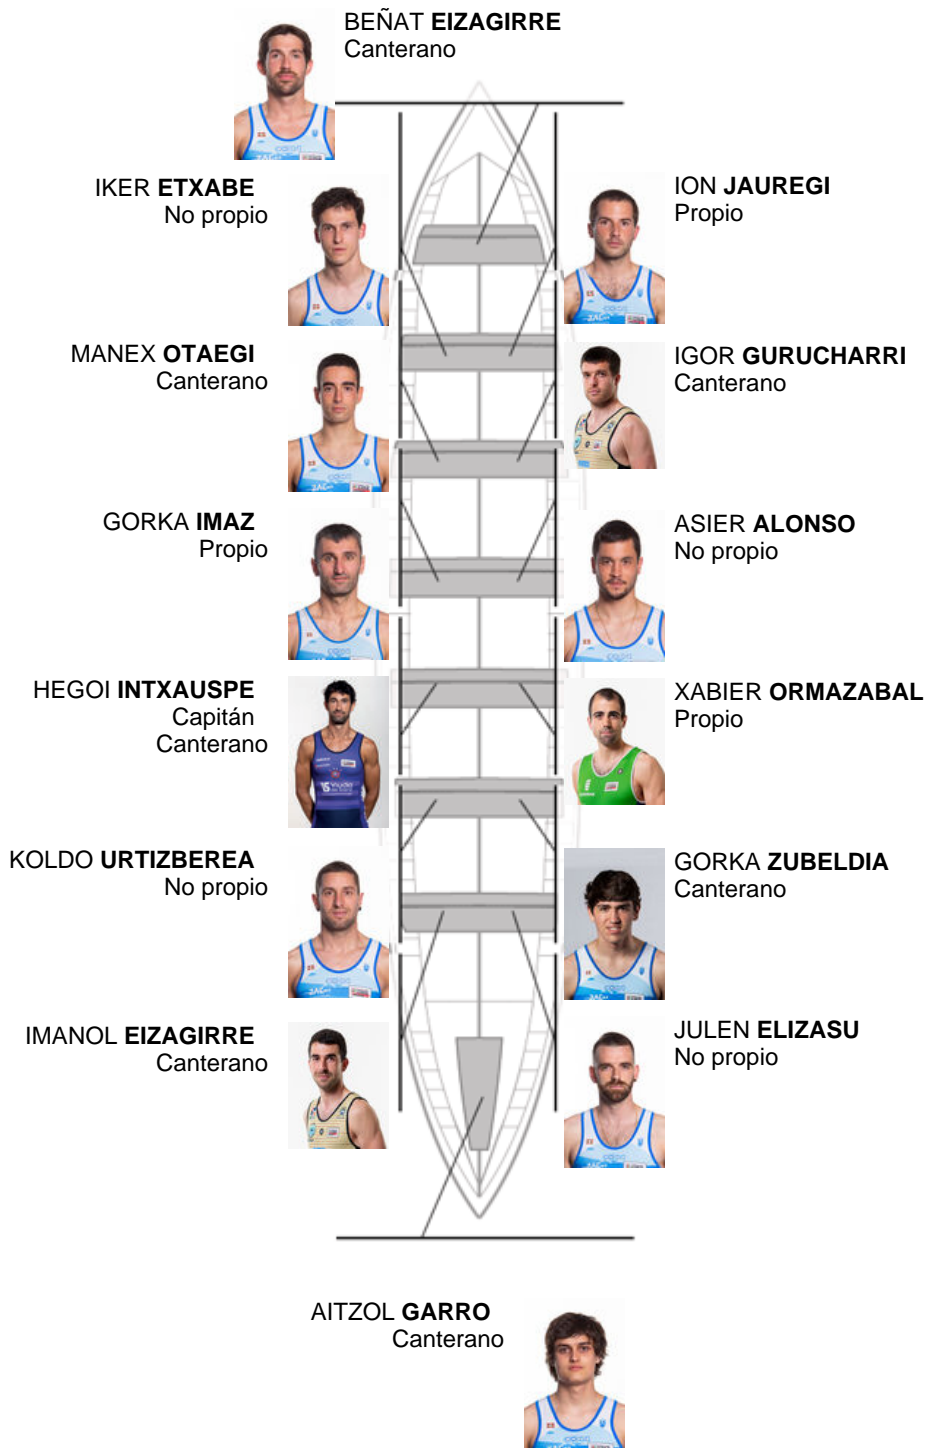 BEÑAT EIZAGIRRE
Canterano
IKER ETXABE
No propio
ION JAUREGI
Propio
MANEX OTAEGI
Canterano
IGOR GURUCHARRI
Canterano
GORKA IMAZ
Propio
ASIER ALONSO
No propio
HEGOI INTXAUSPE
Capitán
Canterano
XABIER ORMAZABAL
Propio
KOLDO URTIZBEREA
No propio
GORKA ZUBELDIA
Canterano
IMANOL EIZAGIRRE
Canterano
JULEN ELIZASU
No propio
AITZOL GARRO
Canterano